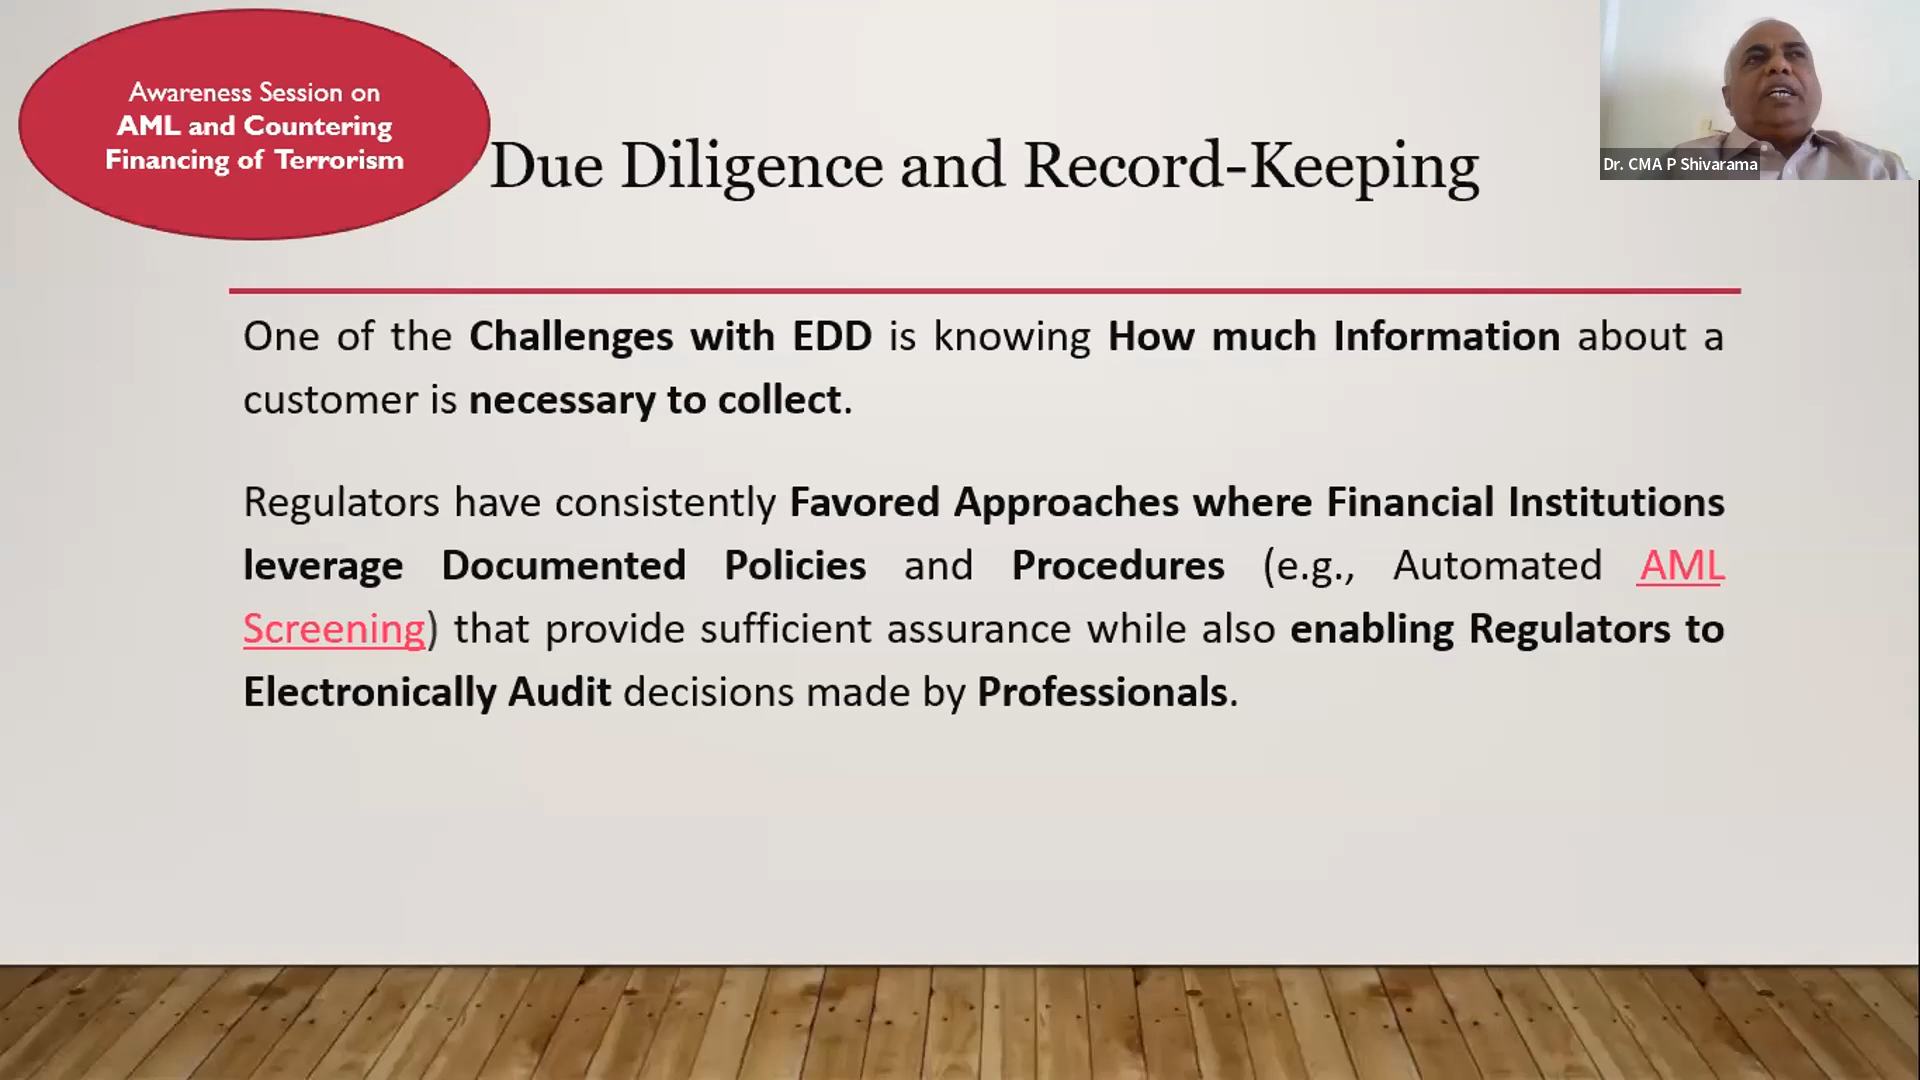 Awareness Session on
AML and Countering
Financing of Terrorism
Due Diligence and Record-Keeping
Dr. CMA P Shivarama
One of the Challenges with EDD is knowing How much Information about a
customer is necessary to collect.
Regulators have consistently Favored Approaches where Financial Institutions
leverage Documented Policies and Procedures (e.g., Automated AML
Screening) that provide sufficient assurance while also enabling Regulators to
Electronically Audit decisions made by Professionals.